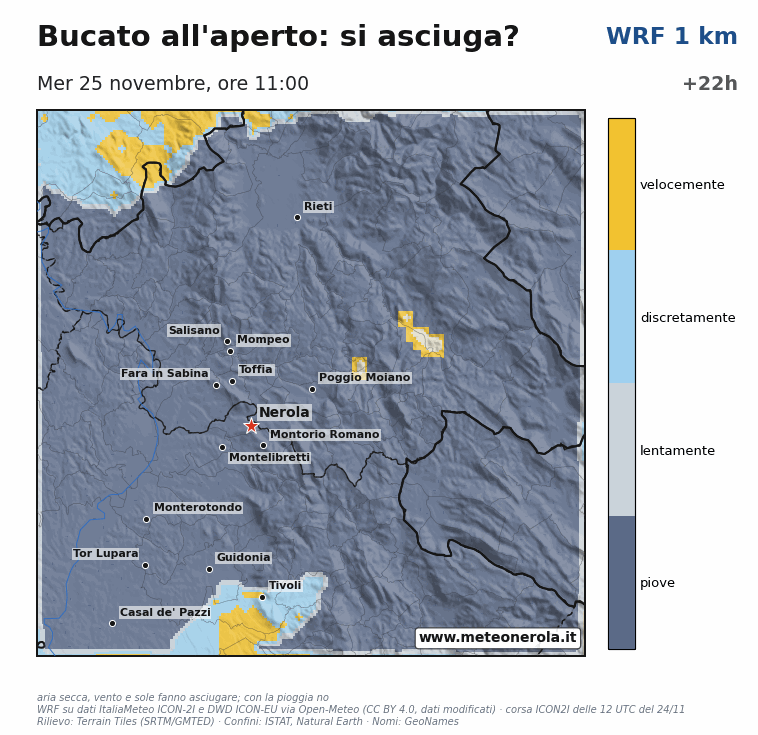 Bucato all'aperto: si asciuga?
WRF 1 km
Mer 25 novembre, ore 11:00
+22h
velocemente
Rieti
discretamente
Salisano
Mompeo
Toffia
Fara in Sabina
Poggio Moiano
Nerola
Montorio Romano
lentamente
Montelibretti
Monterotondo
Tor Lupara
Guidonia
piove
Tivoli
Casal de' Pazzi
www.meteonerola.it
aria secca, vento e sole fanno asciugare; con la pioggia no
WRF su dati ItaliaMeteo ICON-2I e DWD ICON-EU via Open-Meteo (CC BY 4.0, dati modificati) · corsa ICON2I delle 12 UTC del 24/11
Rilievo: Terrain Tiles (SRTM/GMTED) · Confini: ISTAT, Natural Earth · Nomi: GeoNames